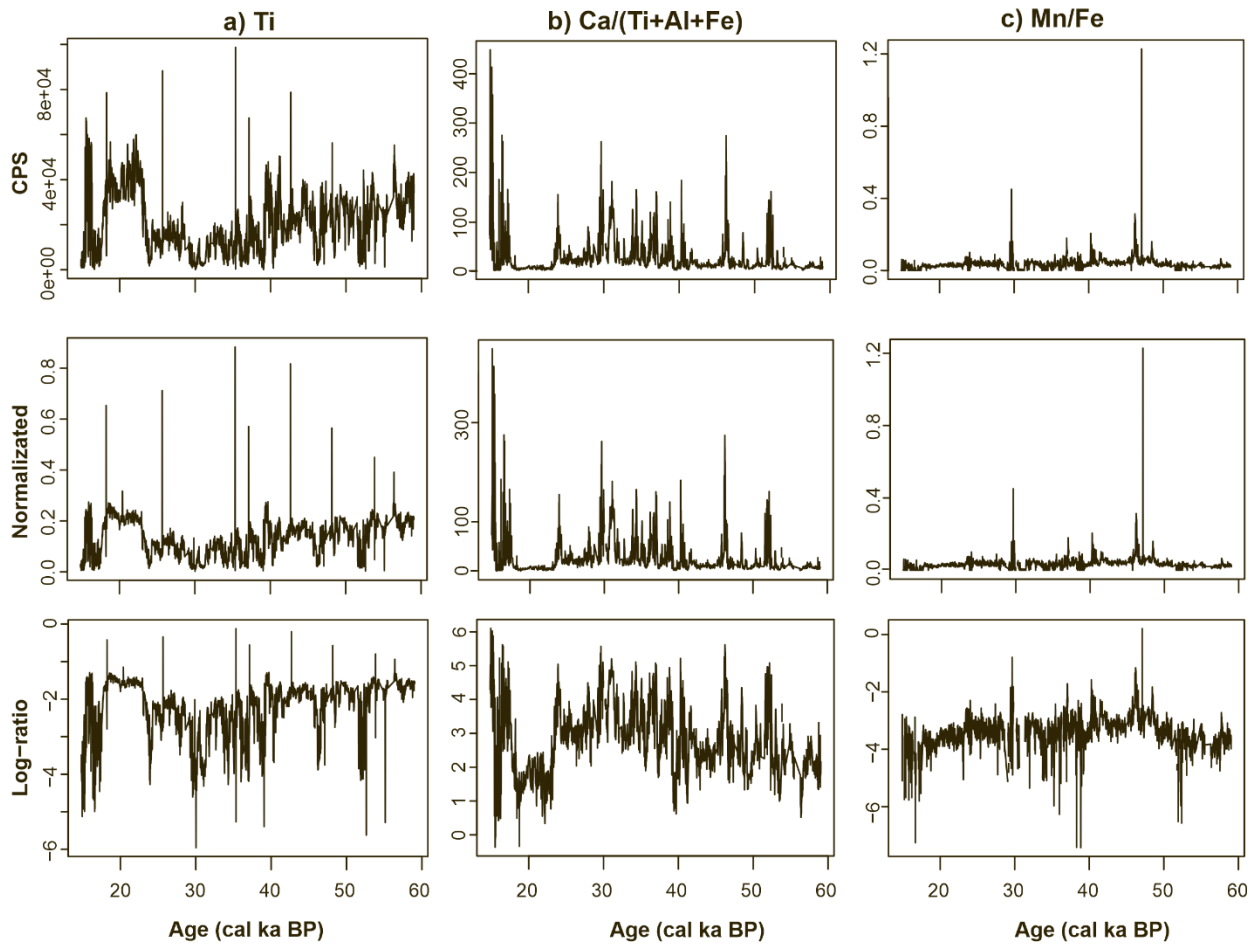 a) Ti
b) Ca/(Ti+Al+Fe)
c) Mn/Fe
CPS
0e+00 4e+04 8e+04
0 100 200 300 400
0.0 0.4 0.8 1.2
Normalizated
0.0 0.2 0.4 0.6 0.8
0 100 300
0.0 0.4 0.8 1.2
Log−ratio
−6 −4 −2 −0
0 1 2 3 4 5 6
−6 −4 −2 0
20 30 40 50 60
20 30 40 50 60
20 30 40 50 60
Age (cal ka BP)
Age (cal ka BP)
Age (cal ka BP)